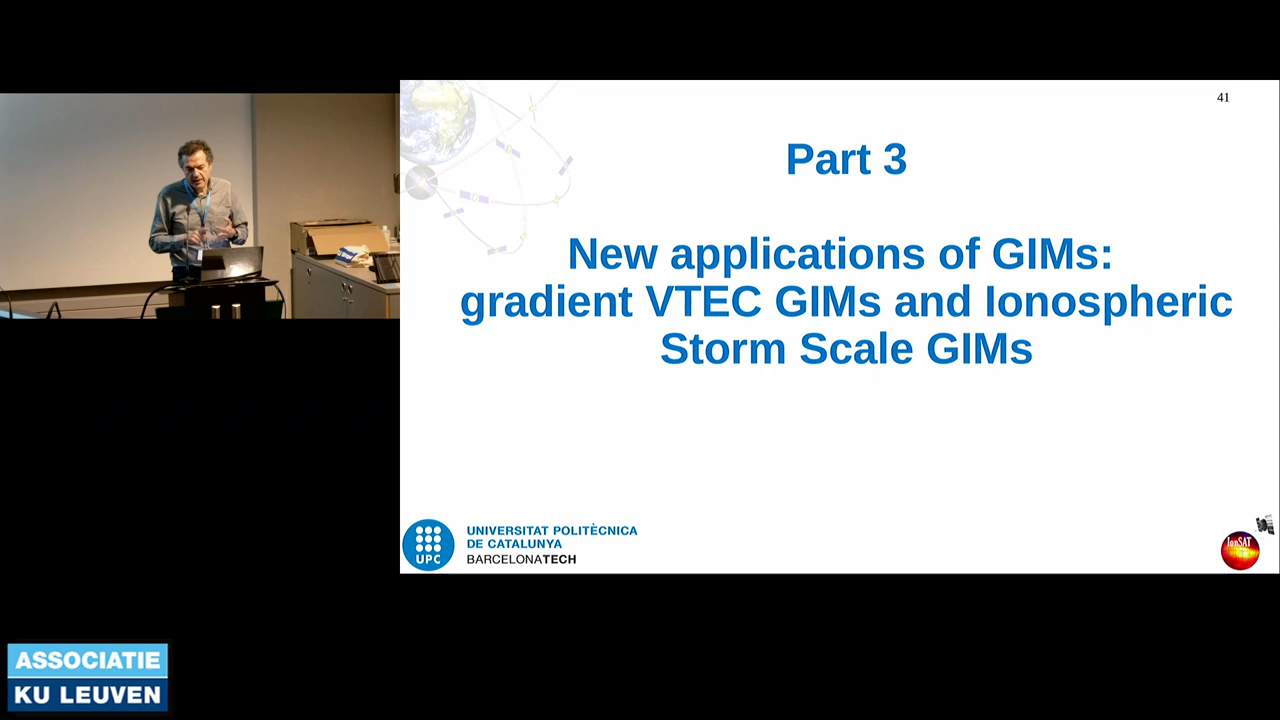 41
Part 3
New applications of GIMs:
gradient VTEC GIMs and Ionospheric
Storm Scale GIMs
UPC
UNIVERSITAT POLITÈCNICA
DE CATALUNYA
BARCELONATECH
IonSAT
ASSOCIATIE
KU LEUVEN